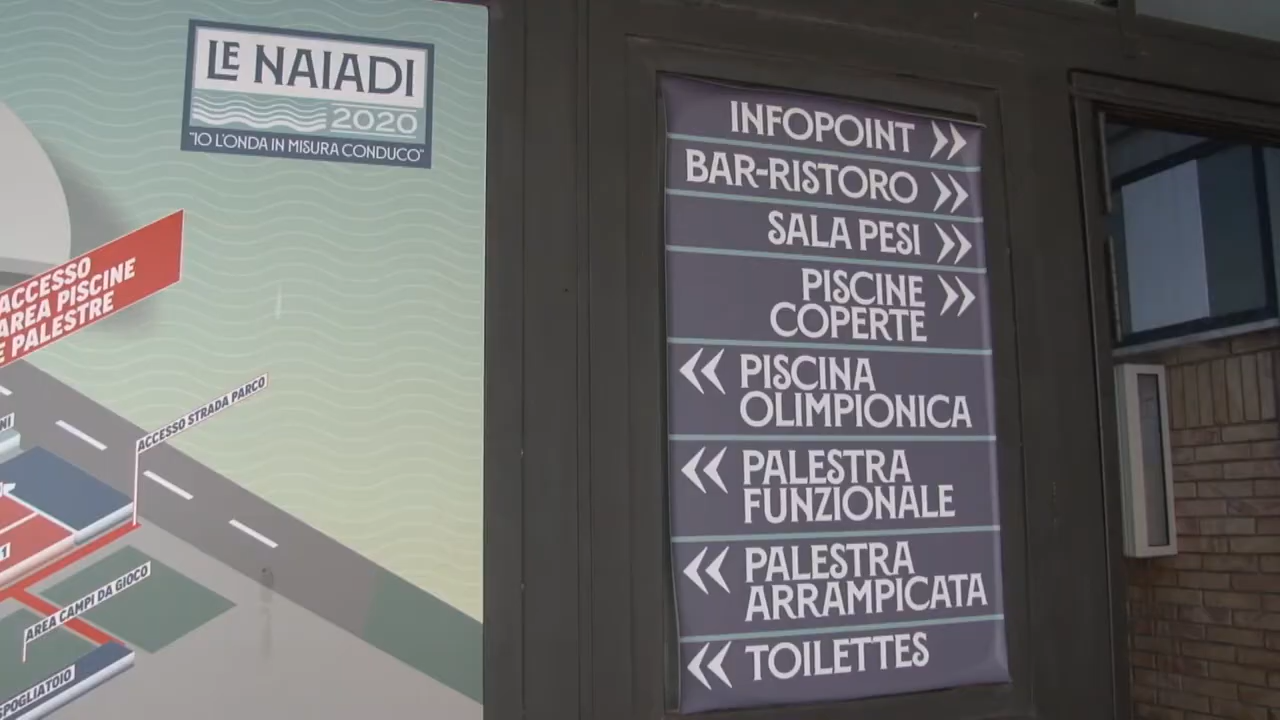 LE NAIADI
2020
"IO L'ONDA IN MISURA CONDUCO"
ACCESSO
AREA PISCINE
E PALESTRE
ACCESSO STRADA PARCO
1
AREA CAMPI DA GIOCO
SPOGLIATOIO
INFOPOINT
BAR-RISTORO
SALA PESI
PISCINE
COPERTE
PISCINA
OLIMPIONICA
PALESTRA
FUNZIONALE
PALESTRA
ARRAMPICATA
TOILETTES